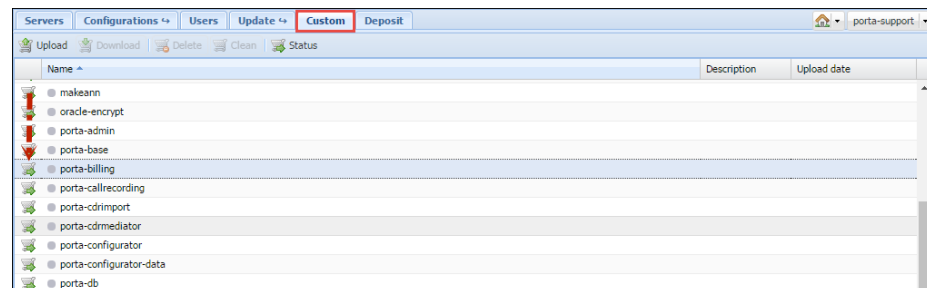 Servers Configurations ↪ Users Update ↪ Custom Deposit porta-support
Upload Download Delete Clean Status
Name Description Upload date
makeann
oracle-encrypt
porta-admin
porta-base
porta-billing
porta-callrecording
porta-cdrimport
porta-cdrmediator
porta-configurator
porta-configurator-data
porta-db